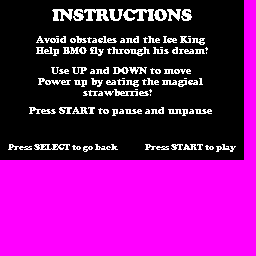 INSTRUCTIONS
Avoid obstacles and the Ice King
Help BMO fly through his dream!
Use UP and DOWN to move
Power up by eating the magical
strawberries!
Press START to pause and unpause
Press SELECT to go back
Press START to play